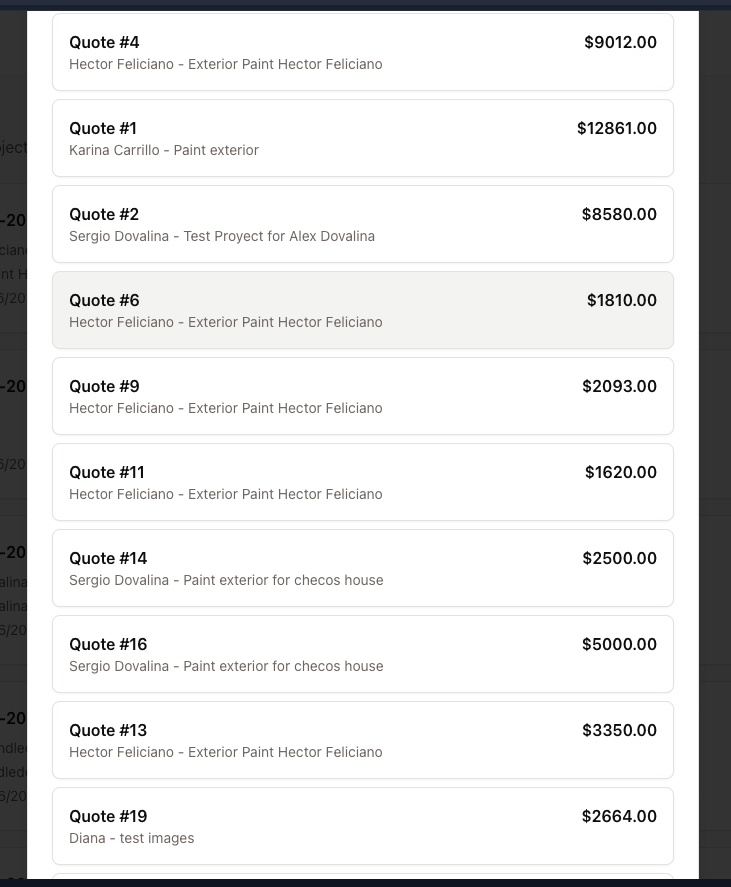 Quote #4
$9012.00
Hector Feliciano - Exterior Paint Hector Feliciano
Quote #1
$12861.00
Karina Carrillo - Paint exterior
Quote #2
$8580.00
Sergio Dovalina - Test Proyect for Alex Dovalina
Quote #6
$1810.00
Hector Feliciano - Exterior Paint Hector Feliciano
Quote #9
$2093.00
Hector Feliciano - Exterior Paint Hector Feliciano
Quote #11
$1620.00
Hector Feliciano - Exterior Paint Hector Feliciano
Quote #14
$2500.00
Sergio Dovalina - Paint exterior for checos house
Quote #16
$5000.00
Sergio Dovalina - Paint exterior for checos house
Quote #13
$3350.00
Hector Feliciano - Exterior Paint Hector Feliciano
Quote #19
$2664.00
Diana - test images